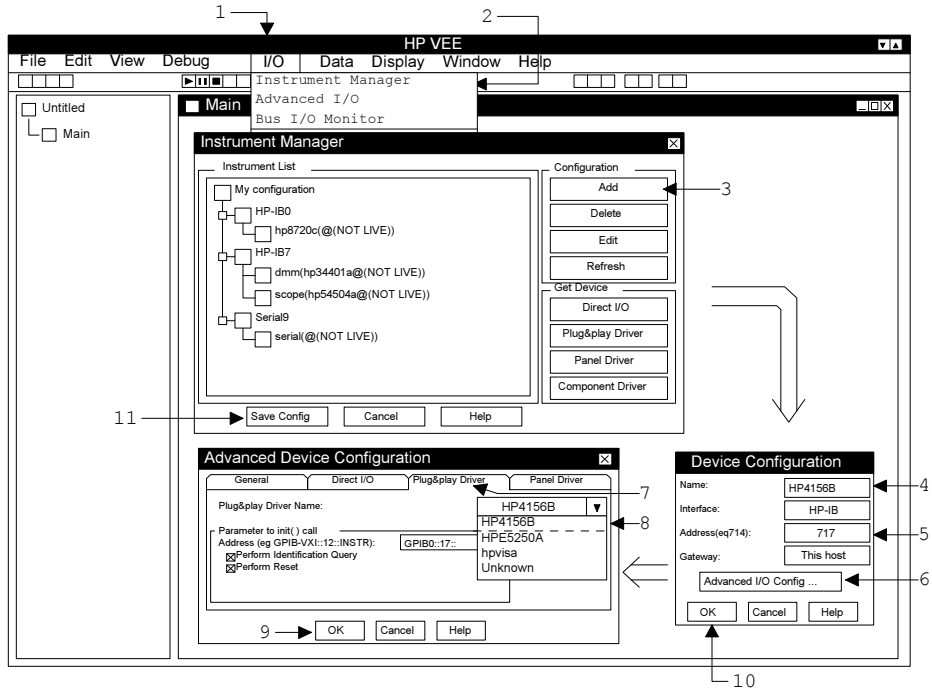 1
2
HP VEE
File Edit View Debug I/O Data Display Window Help
Instrument Manager
Advanced I/O
Bus I/O Monitor
Untitled
Main
Main
Instrument Manager
Instrument List
My configuration
HP-IB0
hp8720c(@(NOT LIVE))
HP-IB7
dmm(hp34401a@(NOT LIVE))
scope(hp54504a@(NOT LIVE))
Serial9
serial(@(NOT LIVE))
Configuration
Add
3
Delete
Edit
Refresh
Get Device
Direct I/O
Plug&play Driver
Panel Driver
Component Driver
11
Save Config Cancel Help
Advanced Device Configuration
General Direct I/O Plug&play Driver Panel Driver
7
Plug&play Driver Name:
HP4156B
HP4156B
8
HPE5250A
hpvisa
Unknown
Parameter to init() call
Address (eg GPIB-VXI::12::INSTR):
GPIB0::17::
Perform Identification Query
Perform Reset
9
OK Cancel Help
Device Configuration
Name: HP4156B
4
Interface: HP-IB
Address(eq714): 717
5
Gateway: This host
Advanced I/O Config ...
6
OK Cancel Help
10